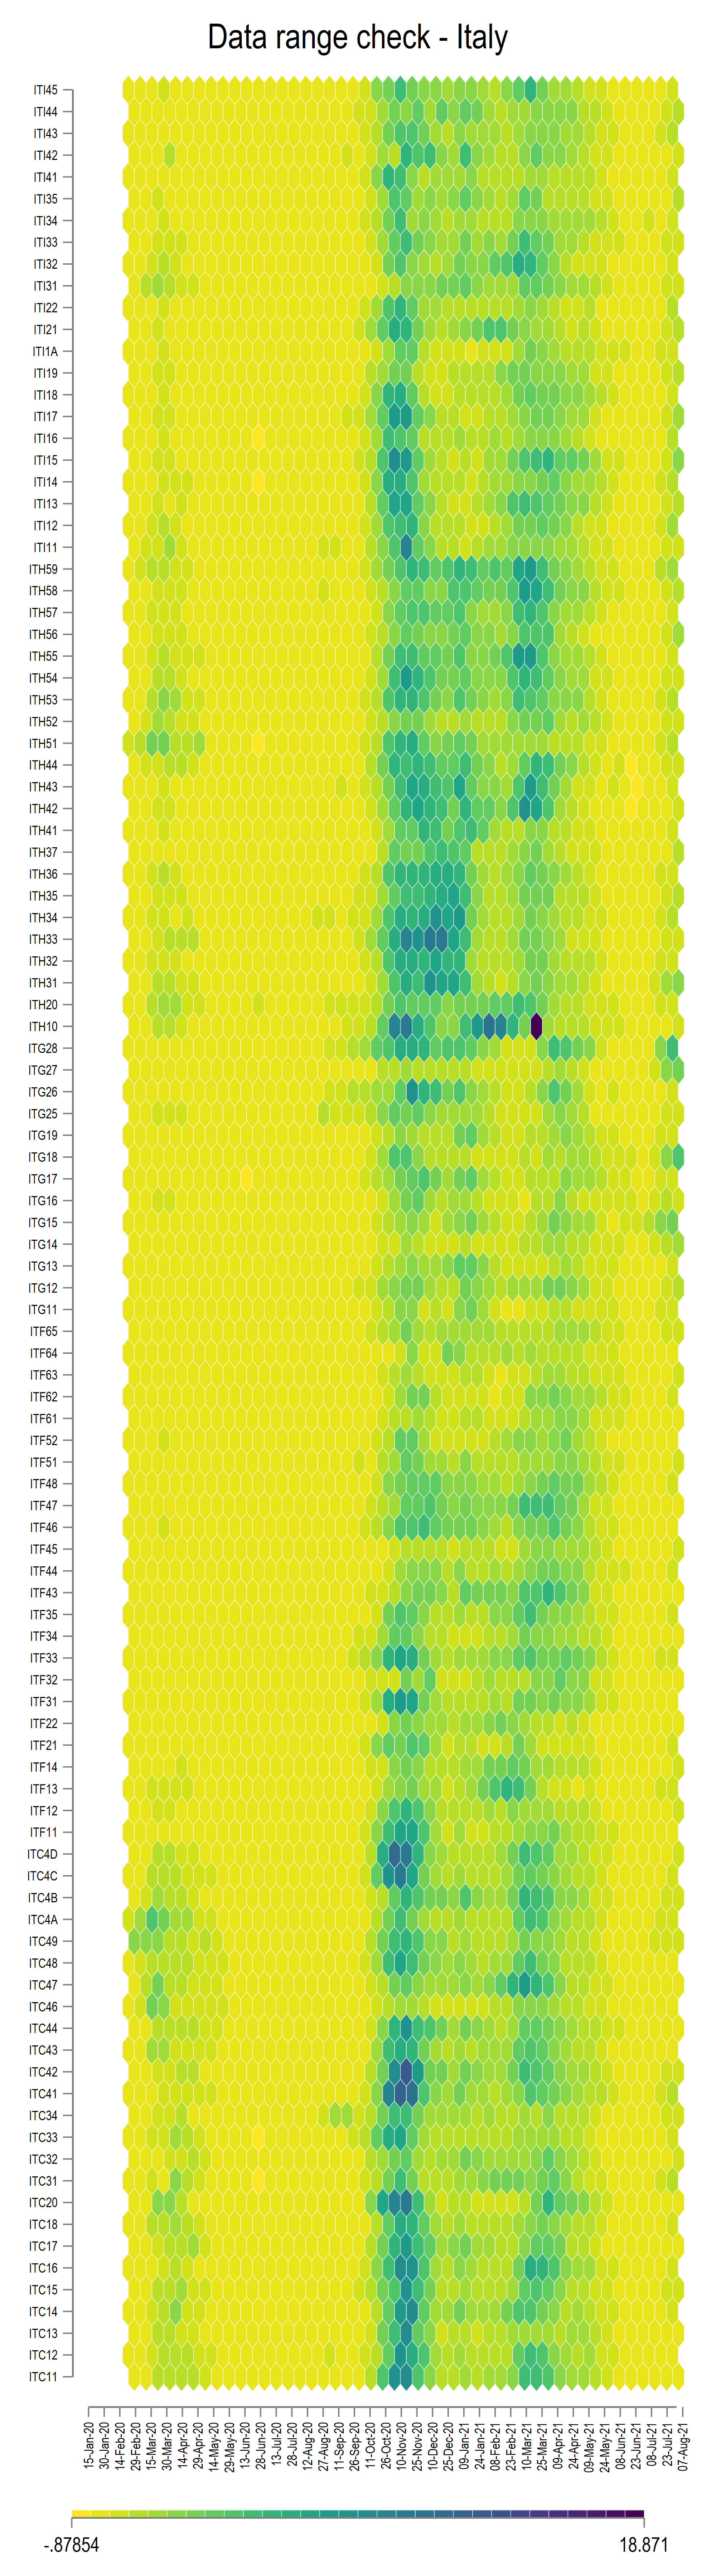 Data range check - Italy
ITI45
ITI44
ITI43
ITI42
ITI41
ITI35
ITI34
ITI33
ITI32
ITI31
ITI22
ITI21
ITI1A
ITI19
ITI18
ITI17
ITI16
ITI15
ITI14
ITI13
ITI12
ITI11
ITH59
ITH58
ITH57
ITH56
ITH55
ITH54
ITH53
ITH52
ITH51
ITH44
ITH43
ITH42
ITH41
ITH37
ITH36
ITH35
ITH34
ITH33
ITH32
ITH31
ITH20
ITH10
ITG28
ITG27
ITG26
ITG25
ITG19
ITG18
ITG17
ITG16
ITG15
ITG14
ITG13
ITG12
ITG11
ITF65
ITF64
ITF63
ITF62
ITF61
ITF52
ITF51
ITF48
ITF47
ITF46
ITF45
ITF44
ITF43
ITF35
ITF34
ITF33
ITF32
ITF31
ITF22
ITF21
ITF14
ITF13
ITF12
ITF11
ITC4D
ITC4C
ITC4B
ITC4A
ITC49
ITC48
ITC47
ITC46
ITC44
ITC43
ITC42
ITC41
ITC34
ITC33
ITC32
ITC31
ITC20
ITC18
ITC17
ITC16
ITC15
ITC14
ITC13
ITC12
ITC11
15-Jan-20
30-Jan-20
14-Feb-20
29-Feb-20
15-Mar-20
30-Mar-20
14-Apr-20
29-Apr-20
14-May-20
29-May-20
13-Jun-20
28-Jun-20
13-Jul-20
28-Jul-20
12-Aug-20
27-Aug-20
11-Sep-20
26-Sep-20
11-Oct-20
26-Oct-20
10-Nov-20
25-Nov-20
10-Dec-20
25-Dec-20
09-Jan-21
24-Jan-21
08-Feb-21
23-Feb-21
10-Mar-21
25-Mar-21
09-Apr-21
24-Apr-21
09-May-21
24-May-21
08-Jun-21
23-Jun-21
08-Jul-21
23-Jul-21
07-Aug-21
-.87854
18.871